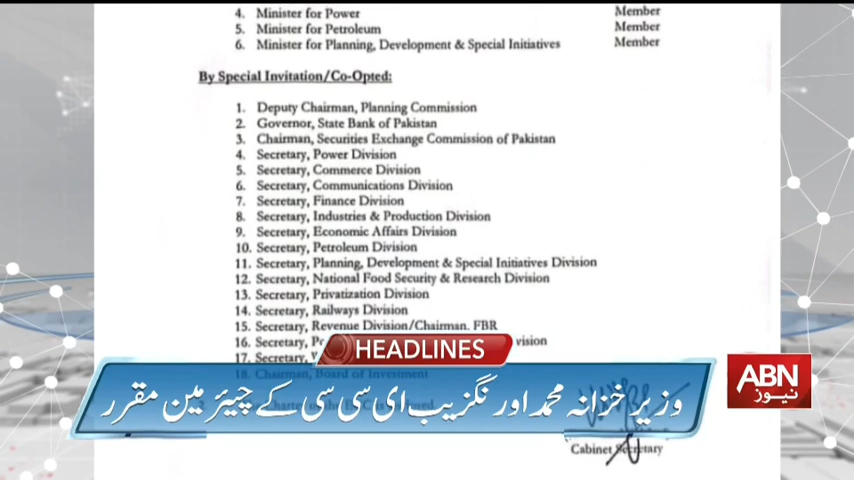 4. Minister for Power Member
5. Minister for Petroleum Member
6. Minister for Planning, Development & Special Initiatives Member
By Special Invitation/Co-Opted:
1. Deputy Chairman, Planning Commission
2. Governor, State Bank of Pakistan
3. Chairman, Securities Exchange Commission of Pakistan
4. Secretary, Power Division
5. Secretary, Commerce Division
6. Secretary, Communications Division
7. Secretary, Finance Division
8. Secretary, Industries & Production Division
9. Secretary, Economic Affairs Division
10. Secretary, Petroleum Division
11. Secretary, Planning, Development & Special Initiatives Division
12. Secretary, National Food Security & Research Division
13. Secretary, Privatization Division
14. Secretary, Railways Division
15. Secretary, Revenue Division/Chairman, FBR
16. Secretary,
17. Secretary,
18. Chairman, Board of Investment
HEADLINES
وزیر خزانہ محمد اورنگزیب ای سی سی کے چیئرمین مقرر
ABN
نیوز
Cabinet Secretary